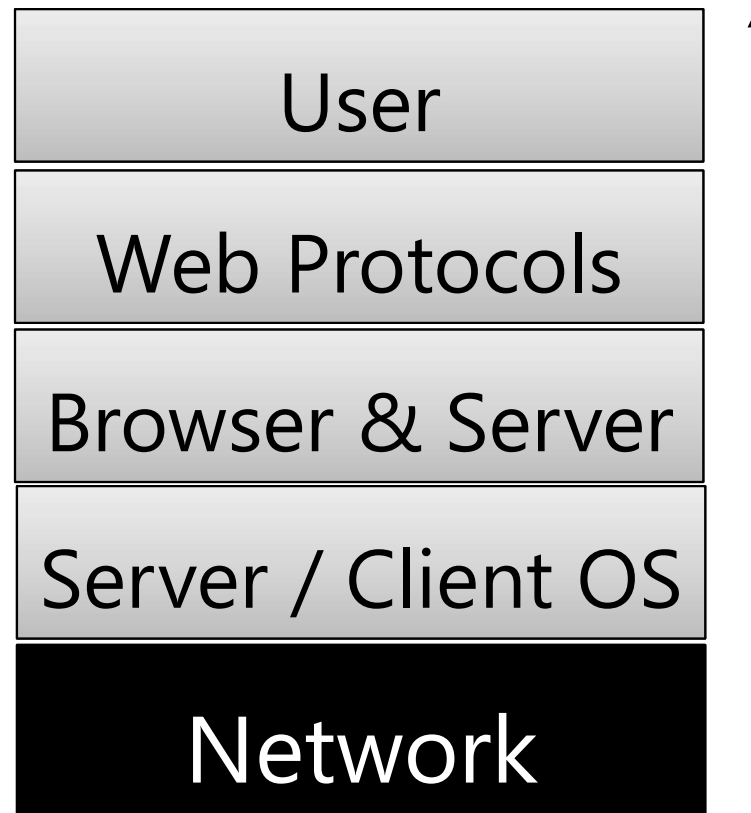 User
Web Protocols
Browser & Server
Server / Client OS
Network